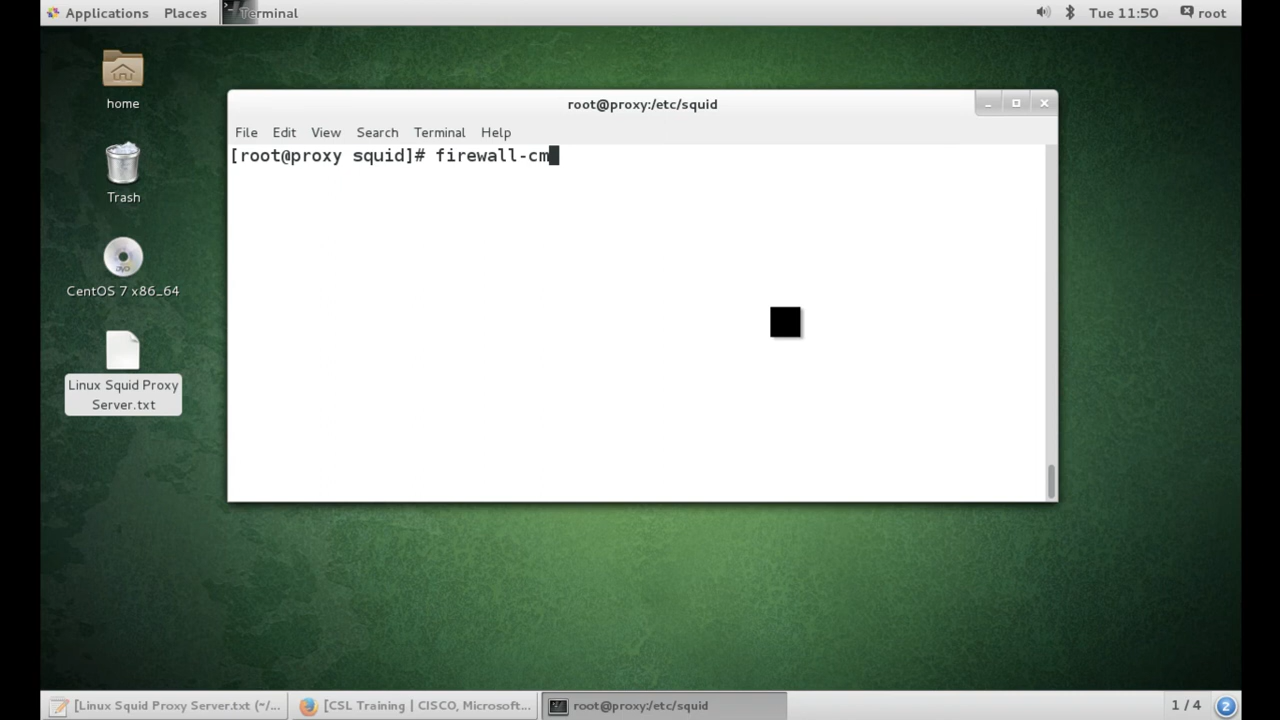 Applications Places Terminal Tue 11:50 root
home
Trash
DVD
CentOS 7 x86_64
Linux Squid Proxy
Server.txt
root@proxy:/etc/squid
File Edit View Search Terminal Help
[root@proxy squid]# firewall-cm
[Linux Squid Proxy Server.txt (~/... [CSL Training | CISCO, Microsoft... root@proxy:/etc/squid 1 / 4 2